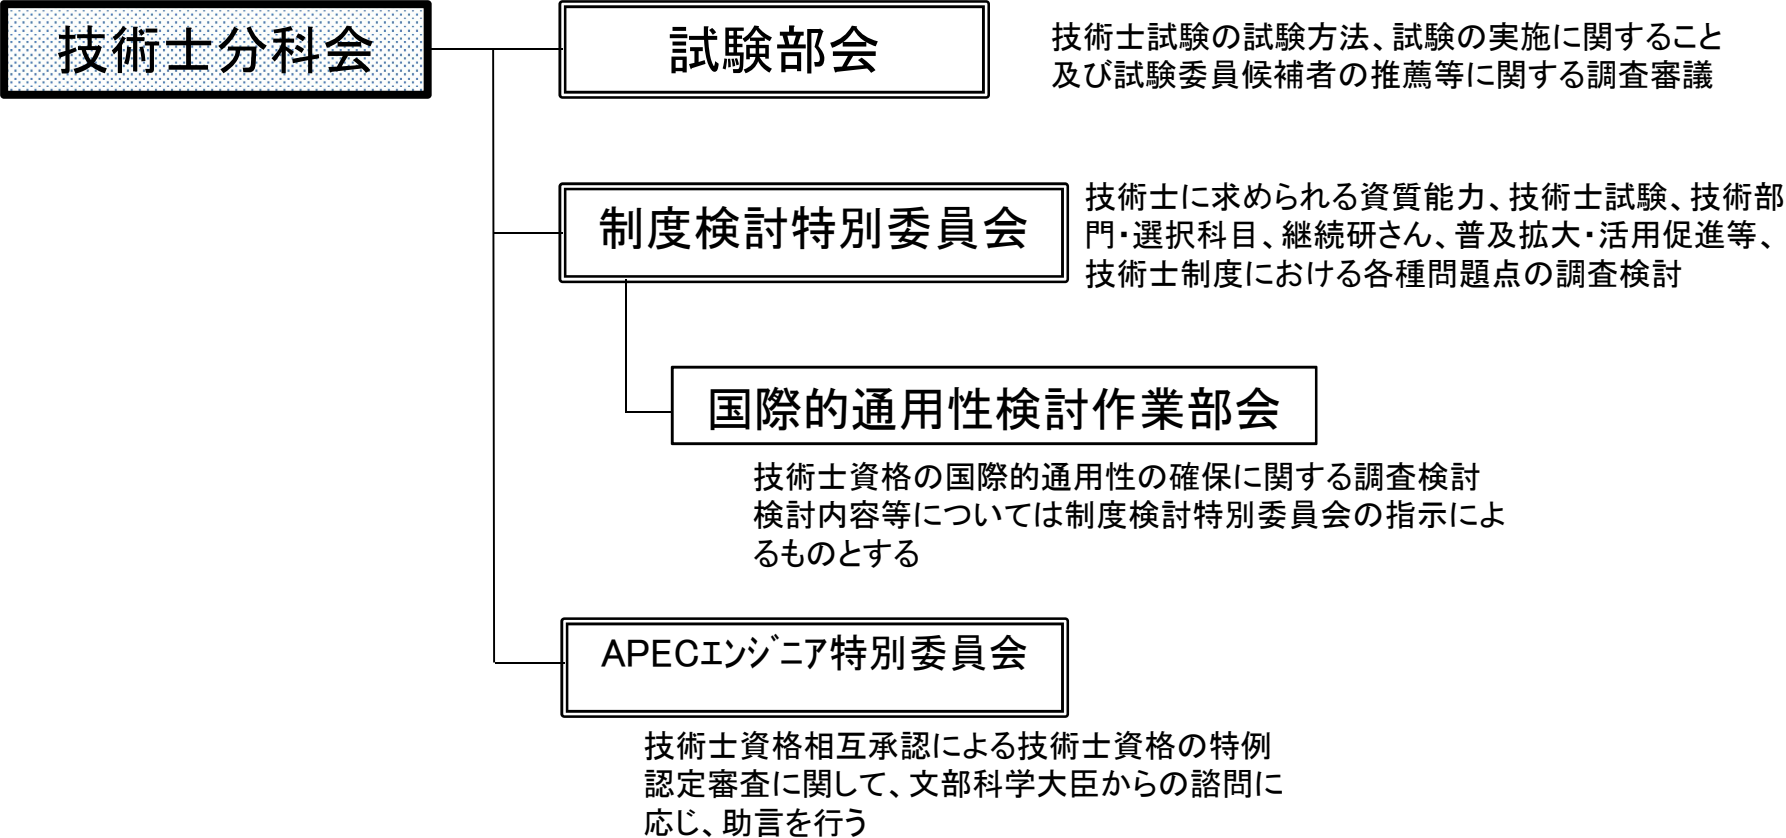 技術士分科会
試験部会
技術士試験の試験方法、試験の実施に関すること
及び試験委員候補者の推薦等に関する調査審議
制度検討特別委員会
技術士に求められる資質能力、技術士試験、技術部
門・選択科目、継続研さん、普及拡大・活用促進等、
技術士制度における各種問題点の調査検討
国際的通用性検討作業部会
技術士資格の国際的通用性の確保に関する調査検討
検討内容等については制度検討特別委員会の指示によ
るものとする
APECｴﾝｼﾞﾆｱ特別委員会
技術士資格相互承認による技術士資格の特例
認定審査に関して、文部科学大臣からの諮問に
応じ、助言を行う